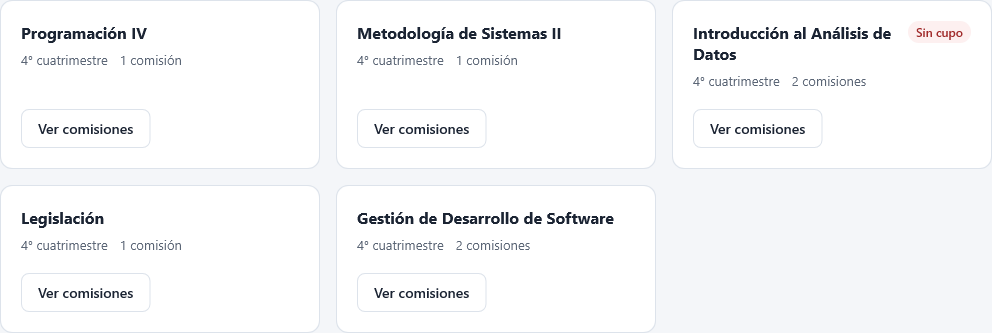 Programación IV
4° cuatrimestre 1 comisión
Ver comisiones
Metodología de Sistemas II
4° cuatrimestre 1 comisión
Ver comisiones
Introducción al Análisis de
Datos
Sin cupo
4° cuatrimestre 2 comisiones
Ver comisiones
Legislación
4° cuatrimestre 1 comisión
Ver comisiones
Gestión de Desarrollo de Software
4° cuatrimestre 2 comisiones
Ver comisiones